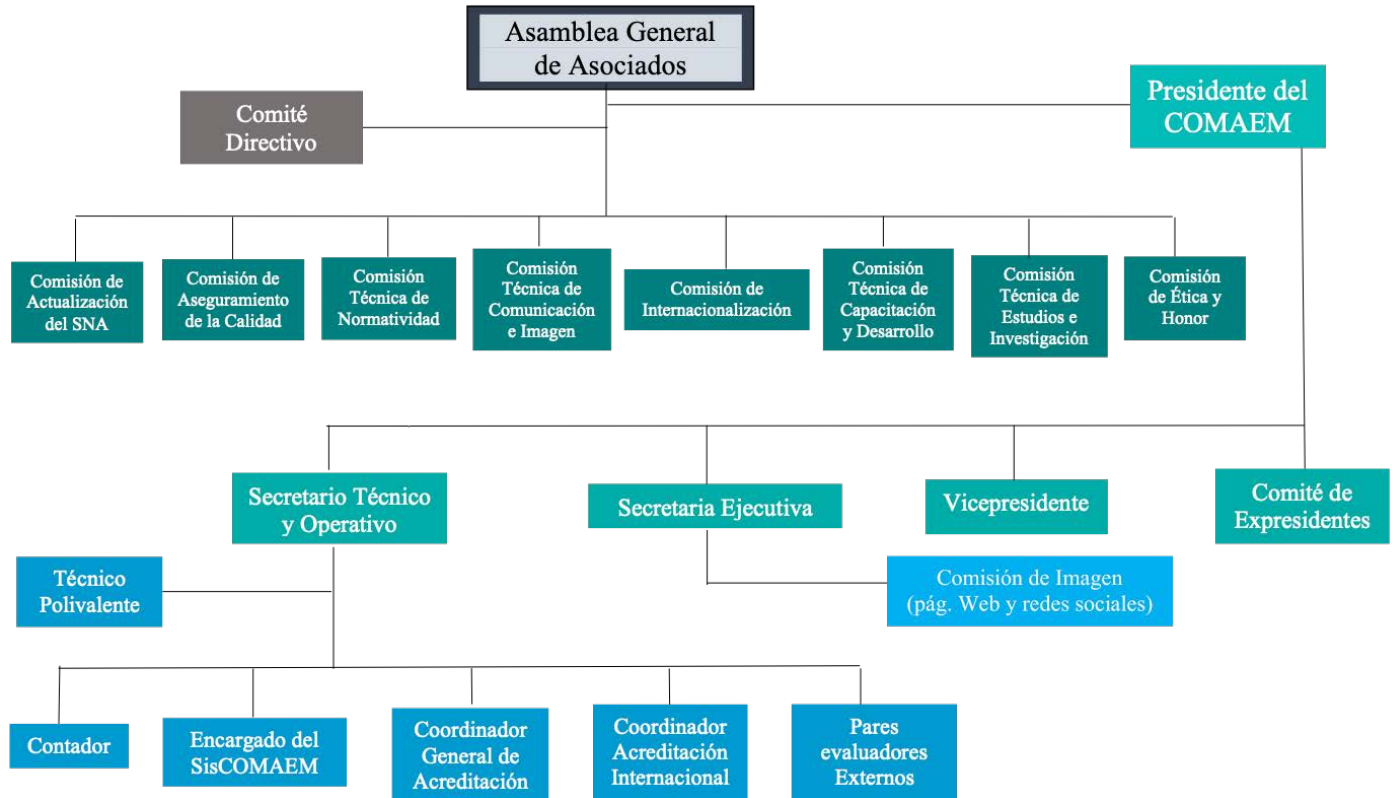 Asamblea General
de Asociados
Presidente del
COMAEM
Comité
Directivo
Comisión de
Actualización
del SNA
Comisión de
Aseguramiento
de la Calidad
Comisión
Técnica de
Normatividad
Comisión
Técnica de
Comunicación
e Imagen
Comisión de
Internacionalización
Comisión
Técnica de
Capacitación
y Desarrollo
Comisión
Técnica de
Estudios e
Investigación
Comisión
de Ética y
Honor
Secretario Técnico
y Operativo
Secretaria Ejecutiva
Vicepresidente
Comité de
Expresidentes
Técnico
Polivalente
Comisión de Imagen
(pág. Web y redes sociales)
Contador
Encargado del
SisCOMAEM
Coordinador
General de
Acreditación
Coordinador
Acreditación
Internacional
Pares
evaluadores
Externos